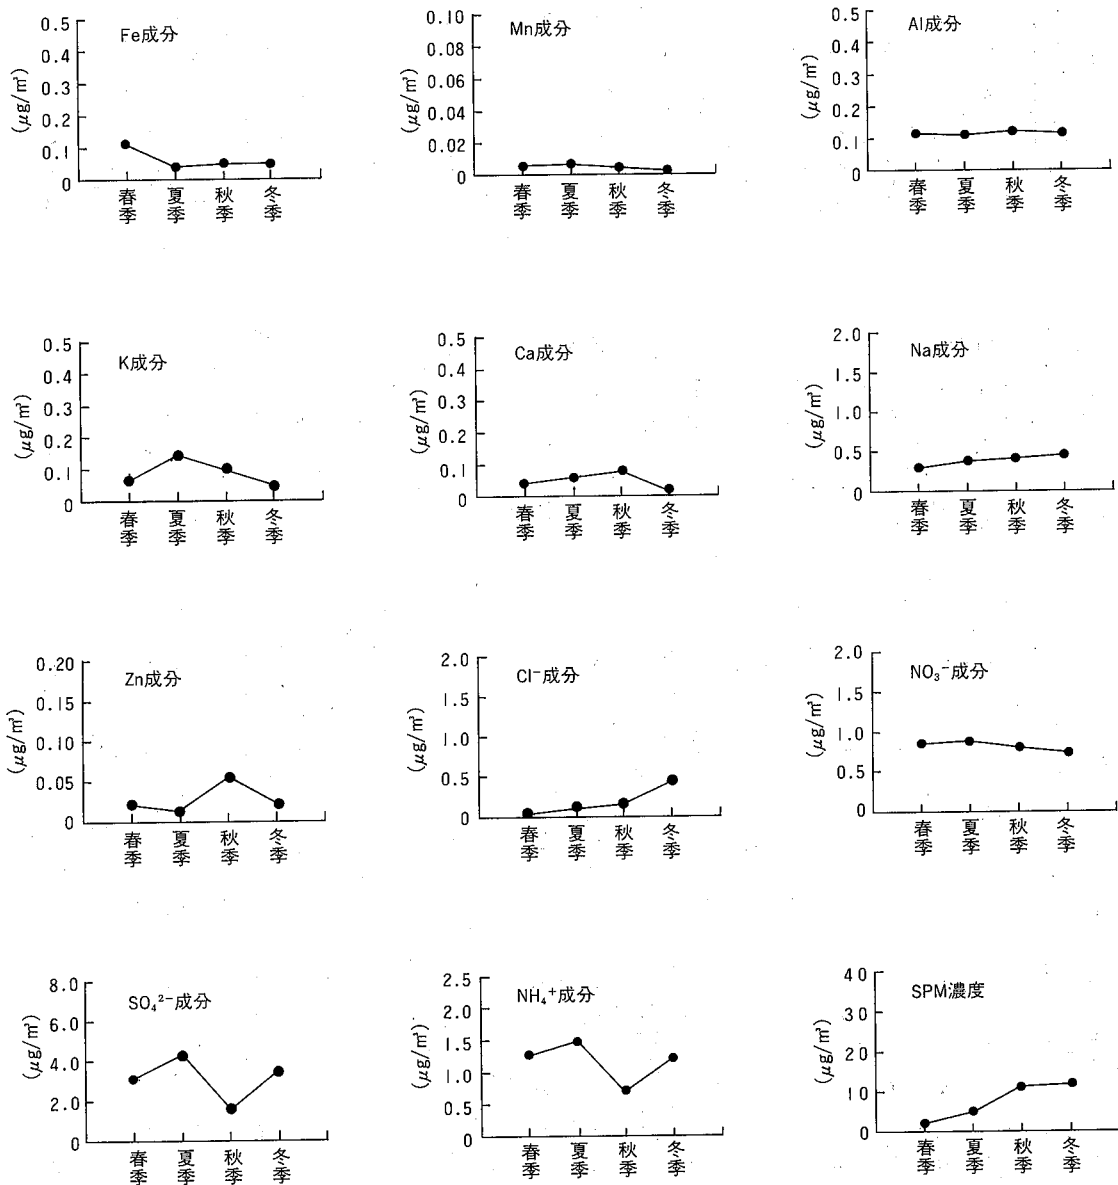 Fe成分
(μg/㎥)
0.5
0.4
0.3
0.2
0.1
0
春季
夏季
秋季
冬季
Mn成分
(μg/㎥)
0.10
0.08
0.06
0.04
0.02
0
春季
夏季
秋季
冬季
Al成分
(μg/㎥)
0.5
0.4
0.3
0.2
0.1
0
春季
夏季
秋季
冬季
K成分
(μg/㎥)
0.5
0.4
0.3
0.2
0.1
0
春季
夏季
秋季
冬季
Ca成分
(μg/㎥)
0.5
0.4
0.3
0.2
0.1
0
春季
夏季
秋季
冬季
Na成分
(μg/㎥)
2.0
1.5
1.0
0.5
0
春季
夏季
秋季
冬季
Zn成分
(μg/㎥)
0.20
0.15
0.10
0.05
0
春季
夏季
秋季
冬季
Cl⁻成分
(μg/㎥)
2.0
1.5
1.0
0.5
0
春季
夏季
秋季
冬季
NO₃⁻成分
(μg/㎥)
2.0
1.5
1.0
0.5
0
春季
夏季
秋季
冬季
SO₄²⁻成分
(μg/㎥)
8.0
6.0
4.0
2.0
0
春季
夏季
秋季
冬季
NH₄⁺成分
(μg/㎥)
2.5
2.0
1.5
1.0
0.5
0
春季
夏季
秋季
冬季
SPM濃度
(μg/㎥)
40
30
20
10
0
春季
夏季
秋季
冬季